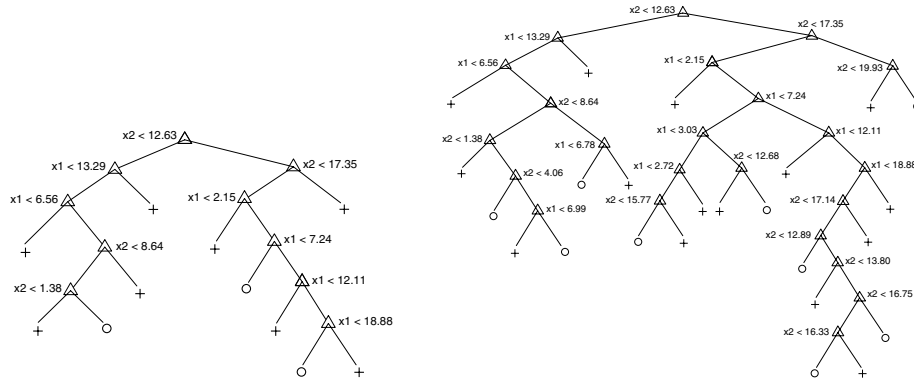 x2 < 12.63
x1 < 13.29
x2 < 17.35
x1 < 6.56
x1 < 2.15
x2 < 8.64
x1 < 7.24
x2 < 1.38
x1 < 12.11
x1 < 18.88
x2 < 12.63
x2 < 17.35
x1 < 13.29
x1 < 6.56
x1 < 2.15
x2 < 19.93
x2 < 8.64
x1 < 7.24
x2 < 1.38
x1 < 6.78
x1 < 3.03
x1 < 12.11
x2 < 4.06
x1 < 2.72
x2 < 12.68
x1 < 18.88
x1 < 6.99
x2 < 15.77
x2 < 17.14
x2 < 12.89
x2 < 13.80
x2 < 16.75
x2 < 16.33